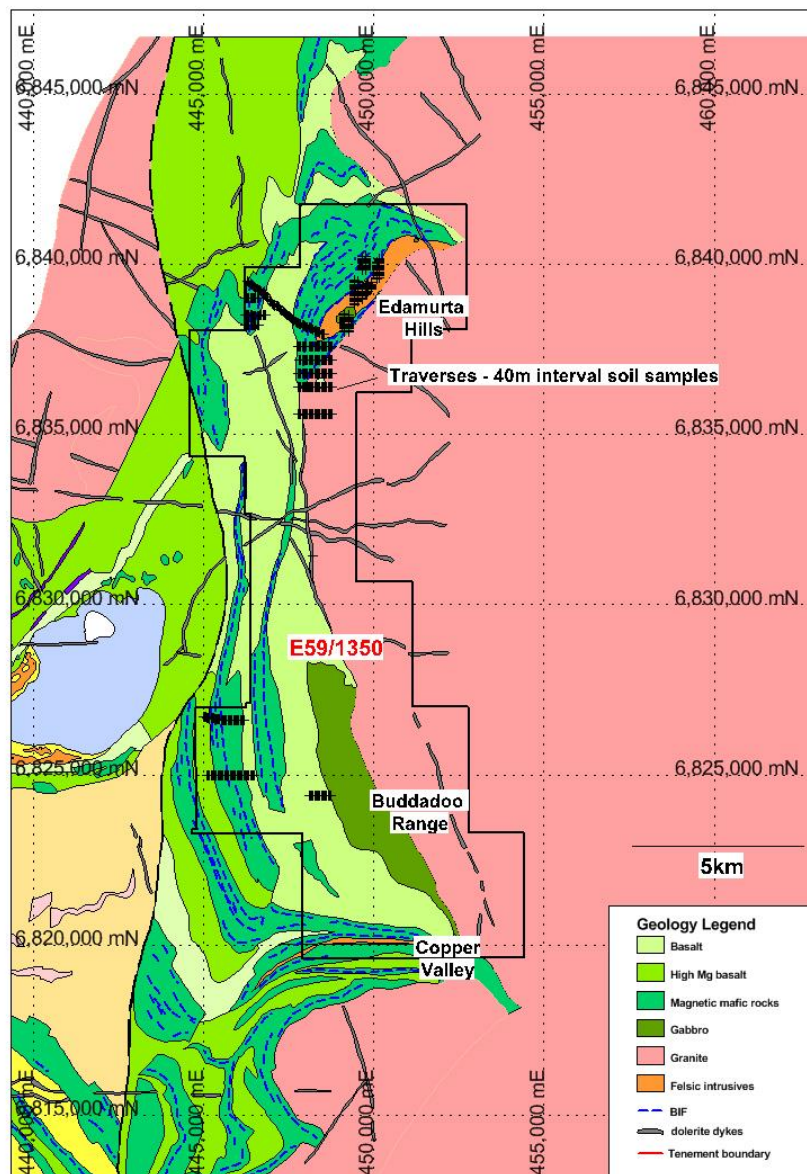 440,000 mE
445,000 mE
450,000 mE
455,000 mE
460,000 mE
6,845,000 mN
6,845,000 mN
6,840,000 mN
6,840,000 mN
Edamurta
Hills
Traverses - 40m interval soil samples
6,835,000 mN
6,835,000 mN
6,830,000 mN
6,830,000 mN
E59/1350
6,825,000 mN
6,825,000 mN
Buddadoo
Range
5km
6,820,000 mN
Copper
Valley
6,815,000 mN
440,000 mE
445,000 mE
450,000 mE
455,000 mE
Geology Legend
Basalt
High Mg basalt
Magnetic mafic rocks
Gabbro
Granite
Felsic intrusives
BIF
dolerite dykes
Tenement boundary